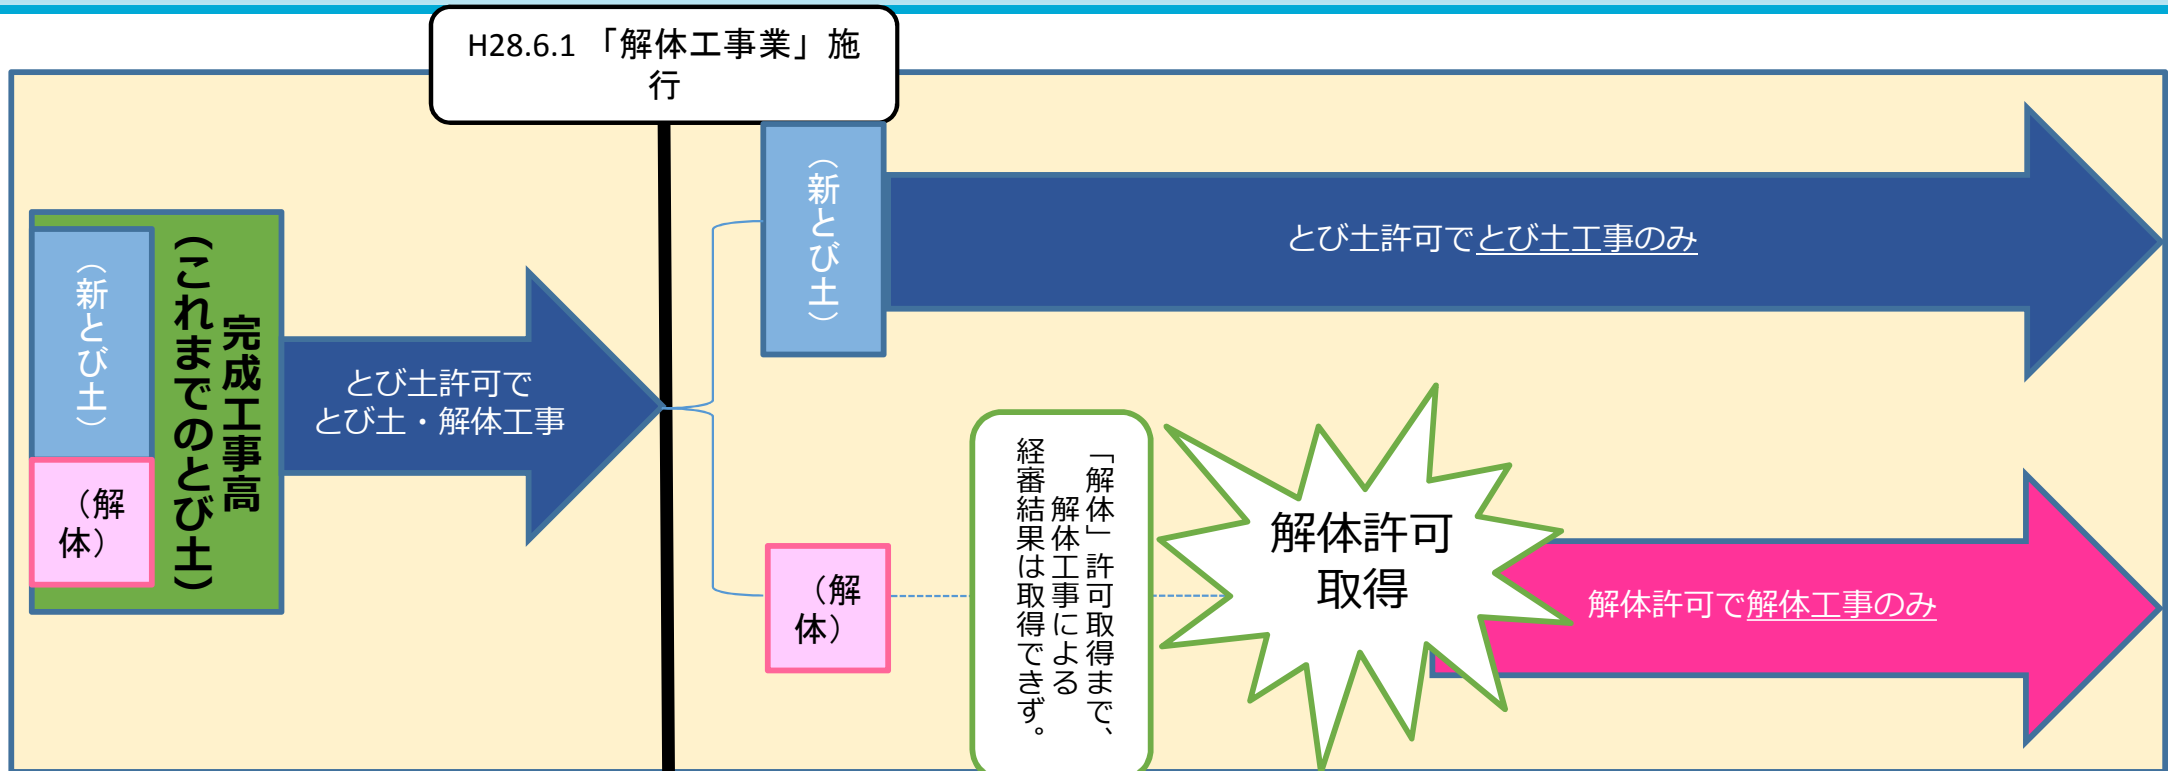 H28.6.1 「解体工事業」施
行
（新とび土）
（解
体）
完成工事高
（これまでのとび土）
とび土許可で
とび土・解体工事
（新とび土）
とび土許可でとび土工事のみ
（解
体）
「解体」許可取得まで、
解体工事による
経審結果は取得できず。
解体許可
取得
解体許可で解体工事のみ